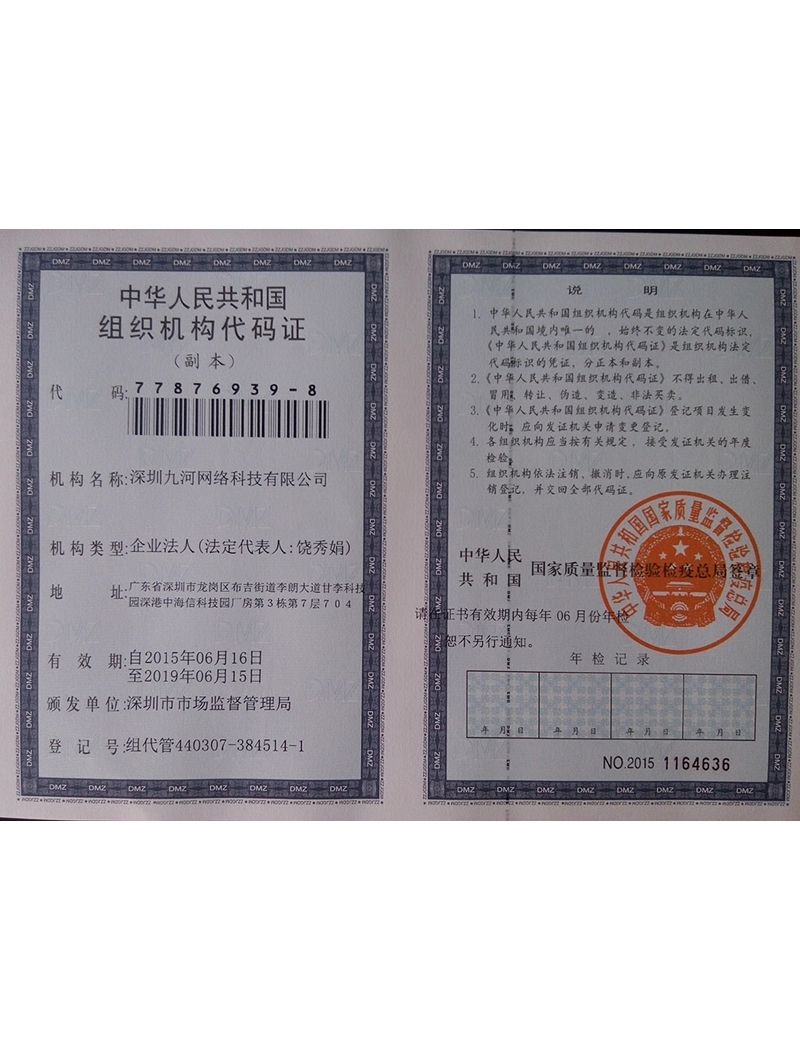 中华人民共和国
组织机构代码证
（副本）
代 码:77876939-8
机构名称:深圳九河网络科技有限公司
机构类型:企业法人(法定代表人:饶秀娟)
地 址:广东省深圳市龙岗区布吉街道李朗大道甘李科技
园深港中海信科技园厂房第3栋第7层704
有 效 期:自2015年06月16日
至2019年06月15日
颁发单位:深圳市市场监督管理局
登 记 号:组代管440307-384514-1
说 明
1. 中华人民共和国组织机构代码是组织机构在中华人
民共和国境内唯一的 ，始终不变的法定代码标识，
《中华人民共和国组织机构代码证》是组织机构法定
代码标识的凭证，分正本和副本。
2.《中华人民共和国组织机构代码证》不得出租、出借、
冒用、转让、伪造、变造、非法买卖。
3.《中华人民共和国组织机构代码证》登记项目发生变
化时，应向发证机关申请变更登记。
4. 各组织机构应当按有关规定，接受发证机关的年度
检验。
5. 组织机构依法注销、撤消时，应向原发证机关办理注
销登记，并交回全部代码证。
中华人民
共和国 国家质量监督检验检疫总局签章
中华人民共和国国家质量监督检验检疫总局
请在证书有效期内每年06月份年检
恕不另行通知。
年检记录
年 月 日 年 月 日 年 月 日 年 月 日
NO.2015 1164636